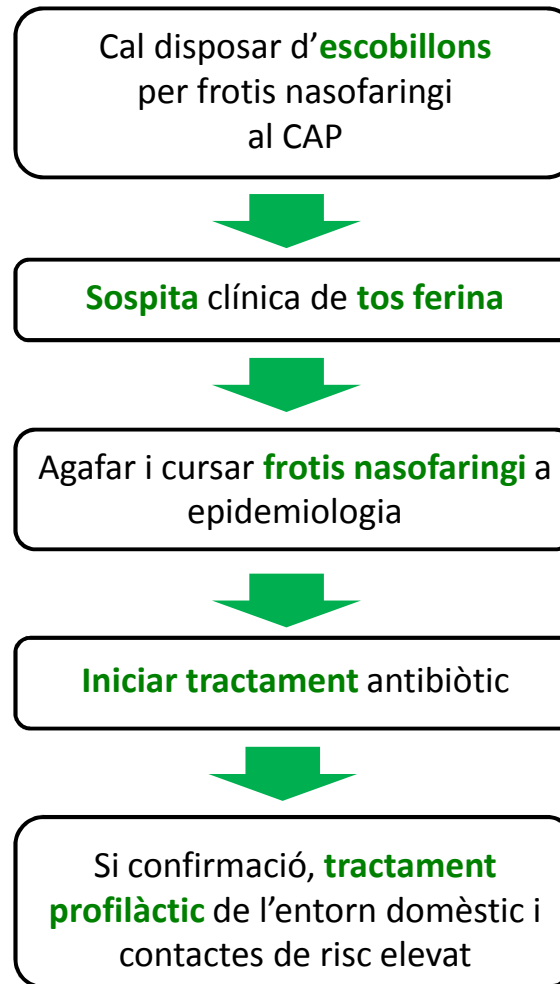 Cal disposar d’escobillons
per frotis nasofaringi
al CAP
Sospita clínica de tos ferina
Agafar i cursar frotis nasofaringi a
epidemiologia
Iniciar tractament antibiòtic
Si confirmació, tractament
profilàctic de l’entorn domèstic i
contactes de risc elevat